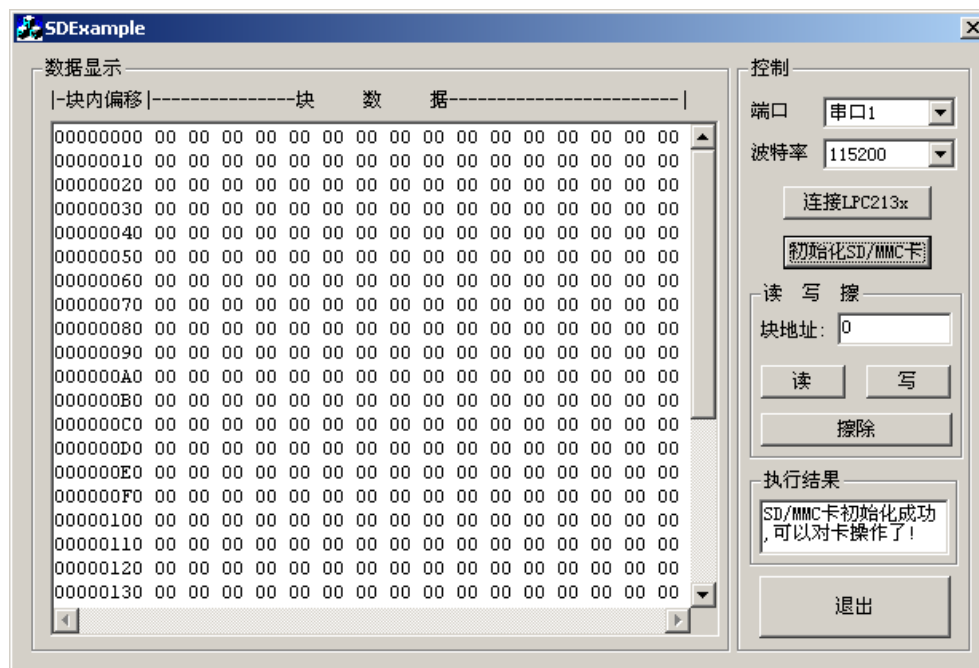 SDExample
数据显示
|-块内偏移|---------------块 数 据------------------------|
00000000 00 00 00 00 00 00 00 00 00 00 00 00 00 00 00 00
00000010 00 00 00 00 00 00 00 00 00 00 00 00 00 00 00 00
00000020 00 00 00 00 00 00 00 00 00 00 00 00 00 00 00 00
00000030 00 00 00 00 00 00 00 00 00 00 00 00 00 00 00 00
00000040 00 00 00 00 00 00 00 00 00 00 00 00 00 00 00 00
00000050 00 00 00 00 00 00 00 00 00 00 00 00 00 00 00 00
00000060 00 00 00 00 00 00 00 00 00 00 00 00 00 00 00 00
00000070 00 00 00 00 00 00 00 00 00 00 00 00 00 00 00 00
00000080 00 00 00 00 00 00 00 00 00 00 00 00 00 00 00 00
00000090 00 00 00 00 00 00 00 00 00 00 00 00 00 00 00 00
000000A0 00 00 00 00 00 00 00 00 00 00 00 00 00 00 00 00
000000B0 00 00 00 00 00 00 00 00 00 00 00 00 00 00 00 00
000000C0 00 00 00 00 00 00 00 00 00 00 00 00 00 00 00 00
000000D0 00 00 00 00 00 00 00 00 00 00 00 00 00 00 00 00
000000E0 00 00 00 00 00 00 00 00 00 00 00 00 00 00 00 00
000000F0 00 00 00 00 00 00 00 00 00 00 00 00 00 00 00 00
00000100 00 00 00 00 00 00 00 00 00 00 00 00 00 00 00 00
00000110 00 00 00 00 00 00 00 00 00 00 00 00 00 00 00 00
00000120 00 00 00 00 00 00 00 00 00 00 00 00 00 00 00 00
00000130 00 00 00 00 00 00 00 00 00 00 00 00 00 00 00 00
控制
端口 串口1
波特率 115200
连接LPC213x
初始化SD/MMC卡
读 写 擦
块地址: 0
读 写
擦除
执行结果
SD/MMC卡初始化成功
,可以对卡操作了!
退出